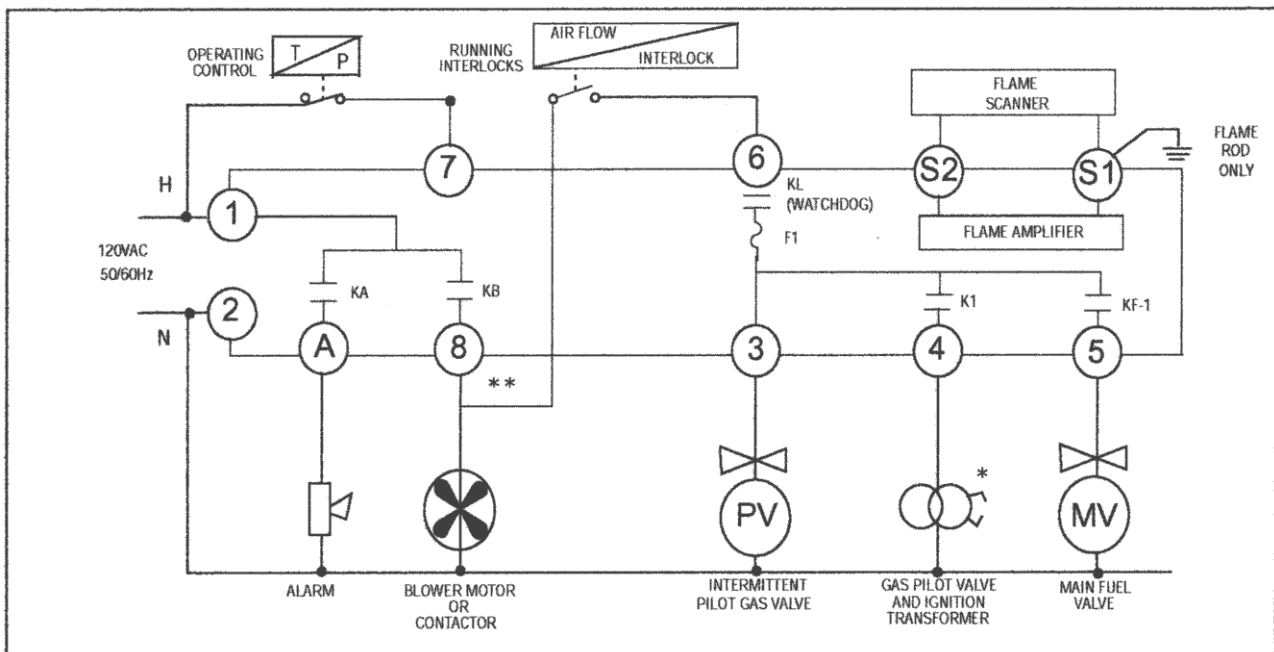 OPERATING
CONTROL
T
P
RUNNING
INTERLOCKS
AIR FLOW
INTERLOCK
FLAME
SCANNER
7
6
S2
S1
FLAME
ROD
ONLY
H
1
KL
(WATCHDOG)
F1
FLAME AMPLIFIER
120VAC
50/60Hz
KA
KB
K1
KF-1
2
N
A
8
3
4
5
**
*
PV
MV
ALARM
BLOWER MOTOR
OR
CONTACTOR
INTERMITTENT
PILOT GAS VALVE
GAS PILOT VALVE
AND IGNITION
TRANSFORMER
MAIN FUEL
VALVE